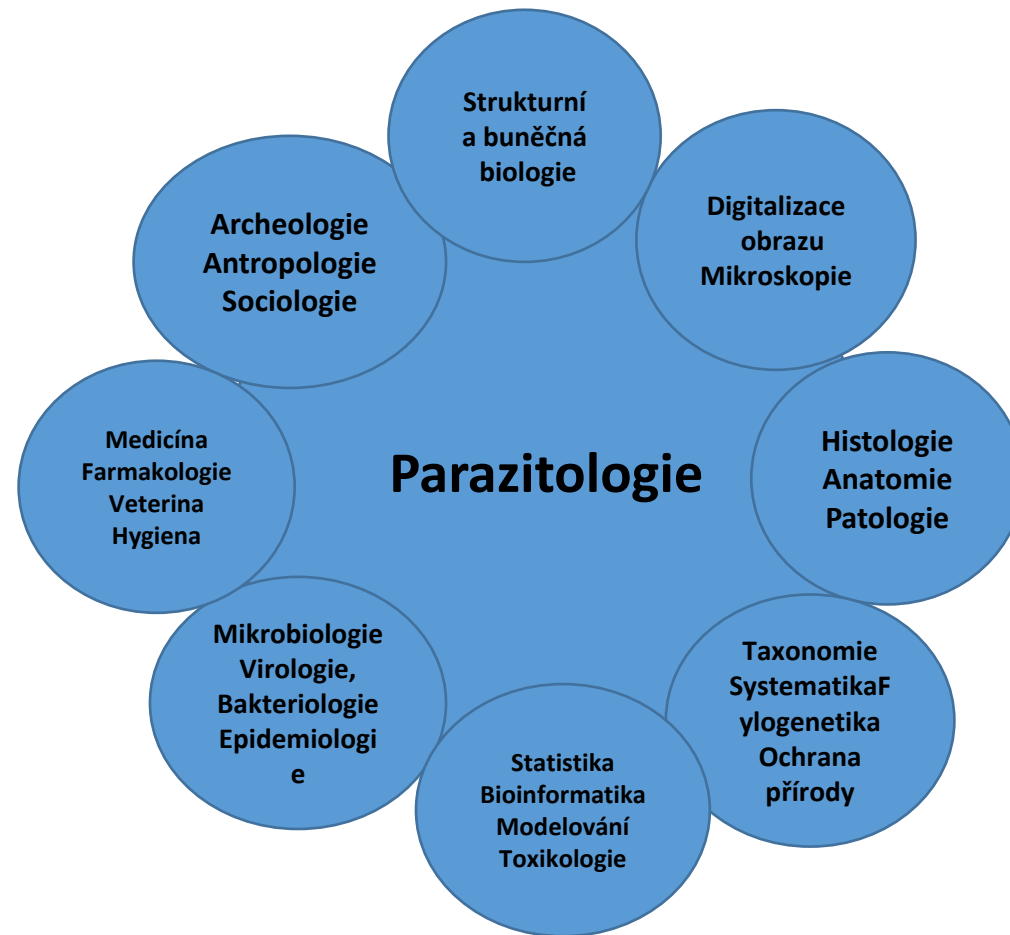 Strukturní
a buněčná
biologie
Digitalizace
obrazu
Mikroskopie
Archeologie
Antropologie
Sociologie
Parazitologie
Histologie
Anatomie
Patologie
Medicína
Farmakologie
Veterina
Hygiena
Mikrobiologie
Virologie,
Bakteriologie
Epidemiologi
e
Taxonomie
SystematikaF
ylogenetika
Ochrana
přírody
Statistika
Bioinformatika
Modelování
Toxikologie